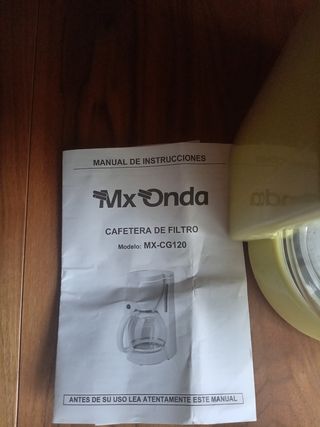 MANUAL DE INSTRUCCIONES
Mx Onda
CAFETERA DE FILTRO
Modelo: MX-CG120
ANTES DE SU USO LEA ATENTAMENTE ESTE MANUAL